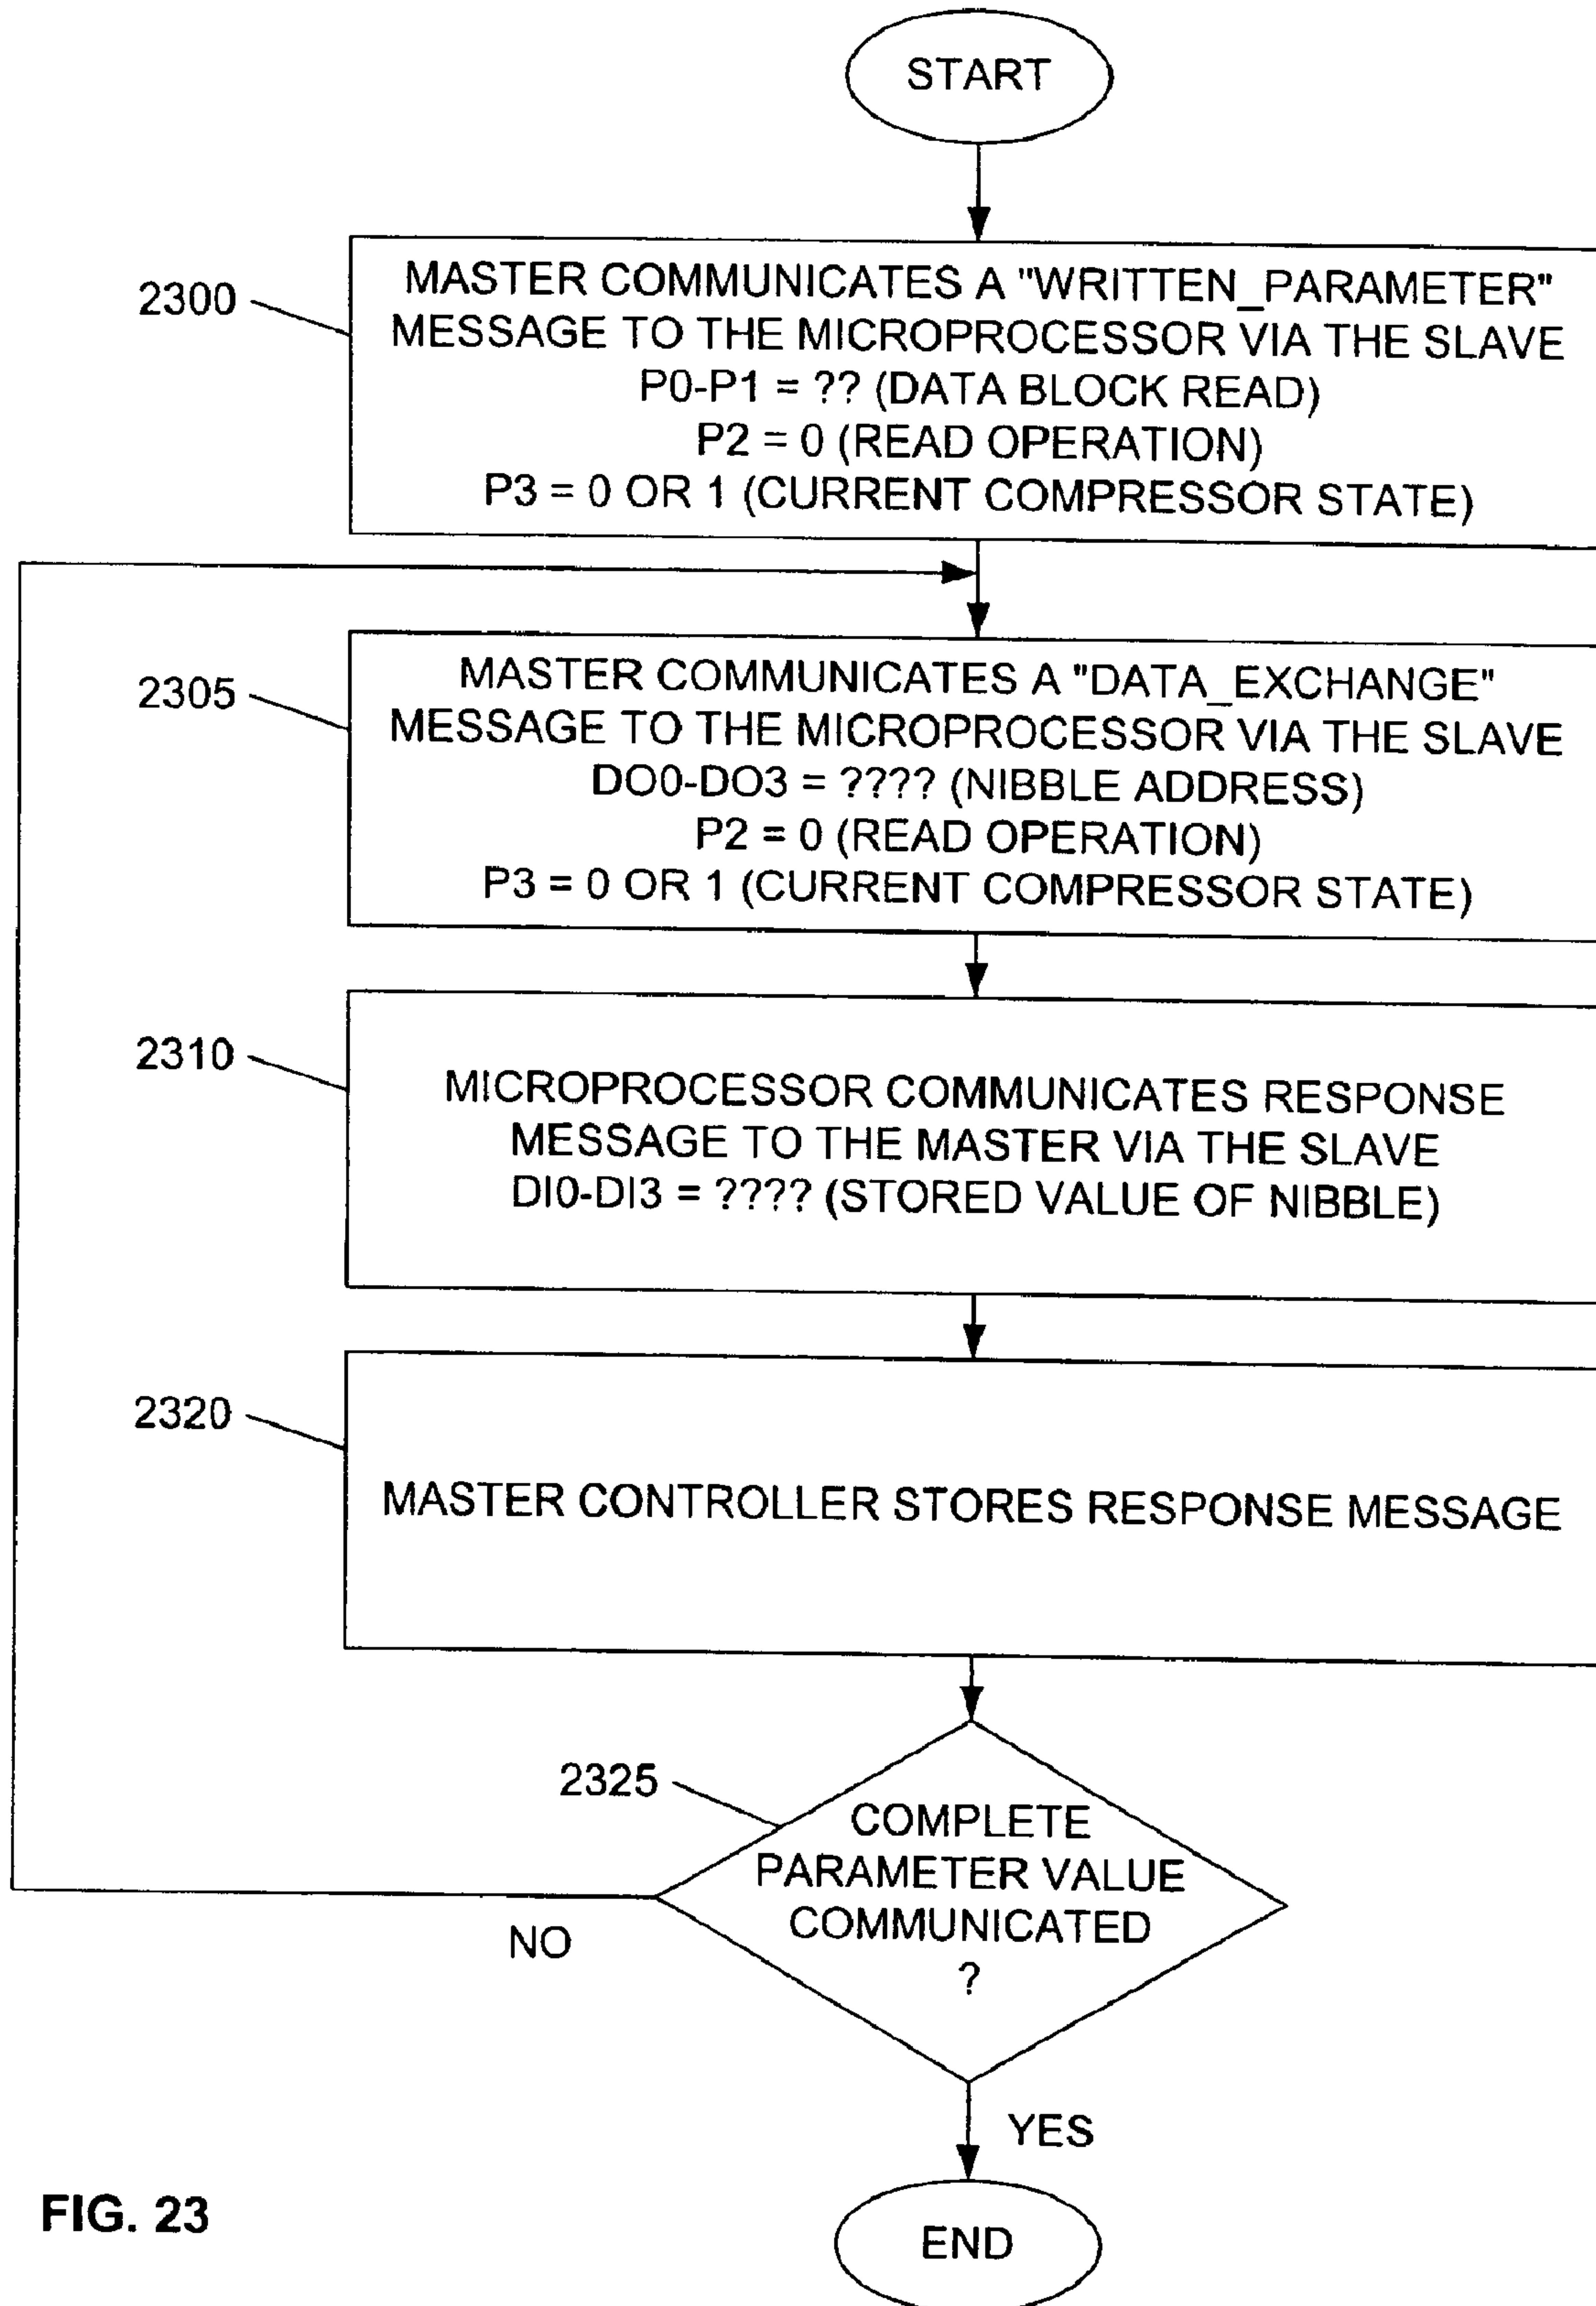 START
2300
MASTER COMMUNICATES A "WRITTEN_PARAMETER"
MESSAGE TO THE MICROPROCESSOR VIA THE SLAVE
P0-P1 = ?? (DATA BLOCK READ)
P2 = 0 (READ OPERATION)
P3 = 0 OR 1 (CURRENT COMPRESSOR STATE)
2305
MASTER COMMUNICATES A "DATA_EXCHANGE"
MESSAGE TO THE MICROPROCESSOR VIA THE SLAVE
DO0-DO3 = ???? (NIBBLE ADDRESS)
P2 = 0 (READ OPERATION)
P3 = 0 OR 1 (CURRENT COMPRESSOR STATE)
2310
MICROPROCESSOR COMMUNICATES RESPONSE
MESSAGE TO THE MASTER VIA THE SLAVE
DI0-DI3 = ???? (STORED VALUE OF NIBBLE)
2320
MASTER CONTROLLER STORES RESPONSE MESSAGE
2325
COMPLETE
PARAMETER VALUE
COMMUNICATED
?
NO
YES
FIG. 23
END